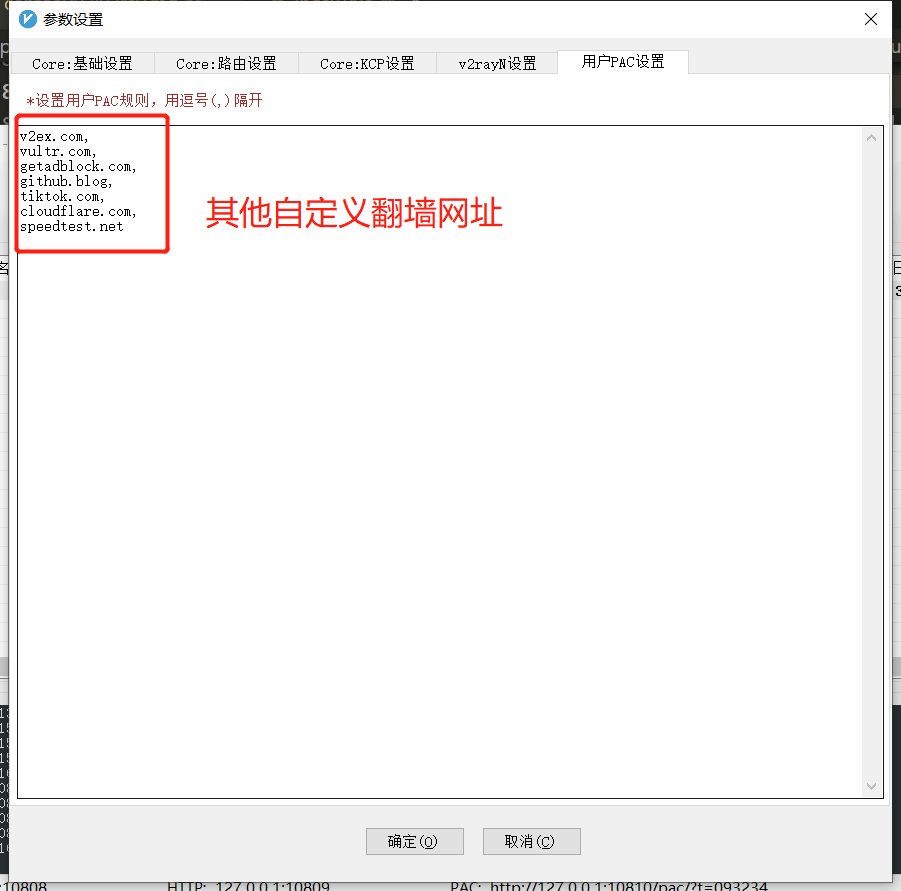 参数设置
Core:基础设置 Core:路由设置 Core:KCP设置 v2rayN设置 用户PAC设置
*设置用户PAC规则，用逗号(,)隔开
v2ex.com,
vultr.com,
getadblock.com,
github.blog,
tiktok.com,
cloudflare.com,
speedtest.net
其他自定义翻墙网址
确定(O) 取消(C)
:10808 HTTP: 127.0.0.1:10809 PAC: http://127.0.0.1:10810/pac/?t=093234